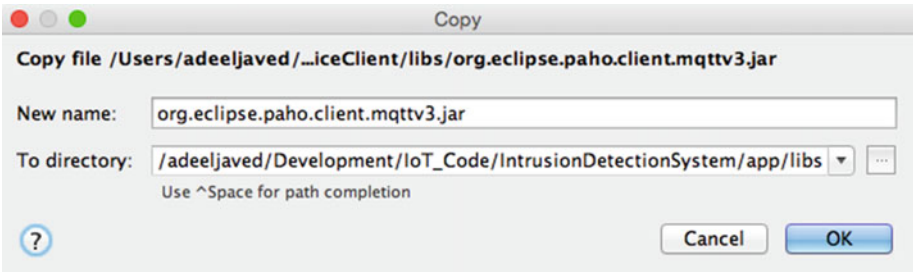 Copy
Copy file /Users/adeeljaved/…iceClient/libs/org.eclipse.paho.client.mqttv3.jar
New name: org.eclipse.paho.client.mqttv3.jar
To directory: /adeeljaved/Development/IoT_Code/IntrusionDetectionSystem/app/libs ...
Use ^Space for path completion
? Cancel OK